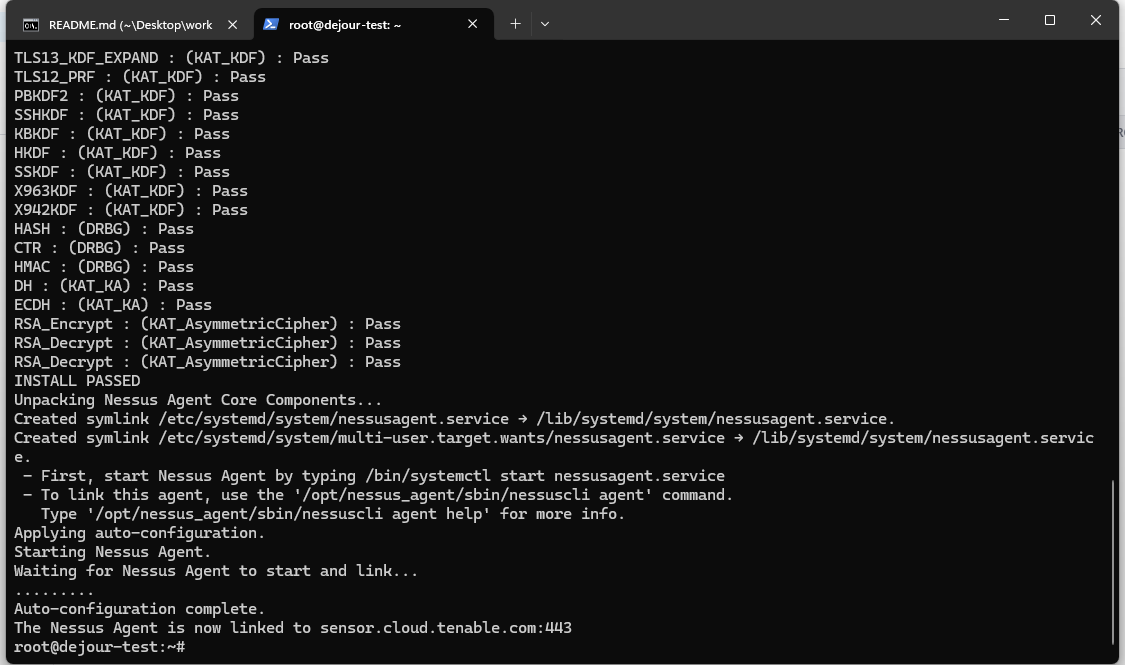 README.md (~\Desktop\work
root@dejour-test: ~
TLS13_KDF_EXPAND : (KAT_KDF) : Pass
TLS12_PRF : (KAT_KDF) : Pass
PBKDF2 : (KAT_KDF) : Pass
SSHKDF : (KAT_KDF) : Pass
KBKDF : (KAT_KDF) : Pass
HKDF : (KAT_KDF) : Pass
SSKDF : (KAT_KDF) : Pass
X963KDF : (KAT_KDF) : Pass
X942KDF : (KAT_KDF) : Pass
HASH : (DRBG) : Pass
CTR : (DRBG) : Pass
HMAC : (DRBG) : Pass
DH : (KAT_KA) : Pass
ECDH : (KAT_KA) : Pass
RSA_Encrypt : (KAT_AsymmetricCipher) : Pass
RSA_Decrypt : (KAT_AsymmetricCipher) : Pass
RSA_Decrypt : (KAT_AsymmetricCipher) : Pass
INSTALL PASSED
Unpacking Nessus Agent Core Components...
Created symlink /etc/systemd/system/nessusagent.service → /lib/systemd/system/nessusagent.service.
Created symlink /etc/systemd/system/multi-user.target.wants/nessusagent.service → /lib/systemd/system/nessusagent.servic
e.
 - First, start Nessus Agent by typing /bin/systemctl start nessusagent.service
 - To link this agent, use the '/opt/nessus_agent/sbin/nessuscli agent' command.
   Type '/opt/nessus_agent/sbin/nessuscli agent help' for more info.
Applying auto-configuration.
Starting Nessus Agent.
Waiting for Nessus Agent to start and link...
.........
Auto-configuration complete.
The Nessus Agent is now linked to sensor.cloud.tenable.com:443
root@dejour-test:~#